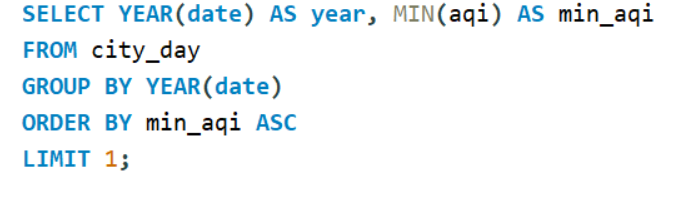 SELECT YEAR(date) AS year, MIN(aqi) AS min_aqi
FROM city_day
GROUP BY YEAR(date)
ORDER BY min_aqi ASC
LIMIT 1;